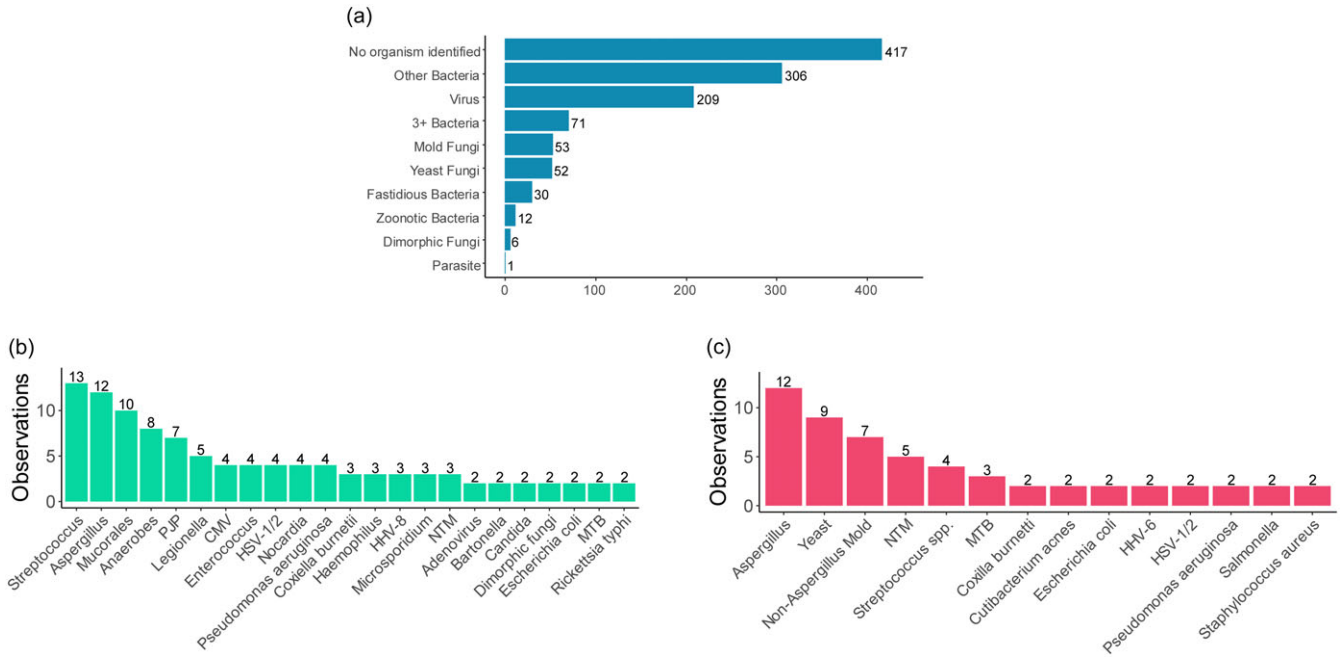 (a)
No organism identified 417
Other Bacteria 306
Virus 209
3+ Bacteria 71
Mold Fungi 53
Yeast Fungi 52
Fastidious Bacteria 30
Zoonotic Bacteria 12
Dimorphic Fungi 6
Parasite 1
0 100 200 300 400
(b)
Observations
10
5
0
13 12 10 8 7 5 4 4 4 4 4 3 3 3 3 3 2 2 2 2 2 2 2
Streptococcus
Aspergillus
Mucorales
Anaerobes
PJP
Legionella
CMV
Enterococcus
HSV-1/2
Nocardia
Pseudomonas aeruginosa
Coxiella burnetii
Haemophilus
HHV-8
Microsporidium
NTM
Adenovirus
Bartonella
Candida
Dimorphic fungi
Escherichia coli
MTB
Rickettsia typhi
(c)
Observations
10
5
0
12 9 7 5 4 3 2 2 2 2 2 2 2 2
Aspergillus
Yeast
Non-Aspergillus Mold
NTM
Streptococcus spp.
MTB
Coxilla burnetti
Cutibacterium acnes
Escherichia coli
HHV-6
HSV-1/2
Pseudomonas aeruginosa
Salmonella
Staphylococcus aureus